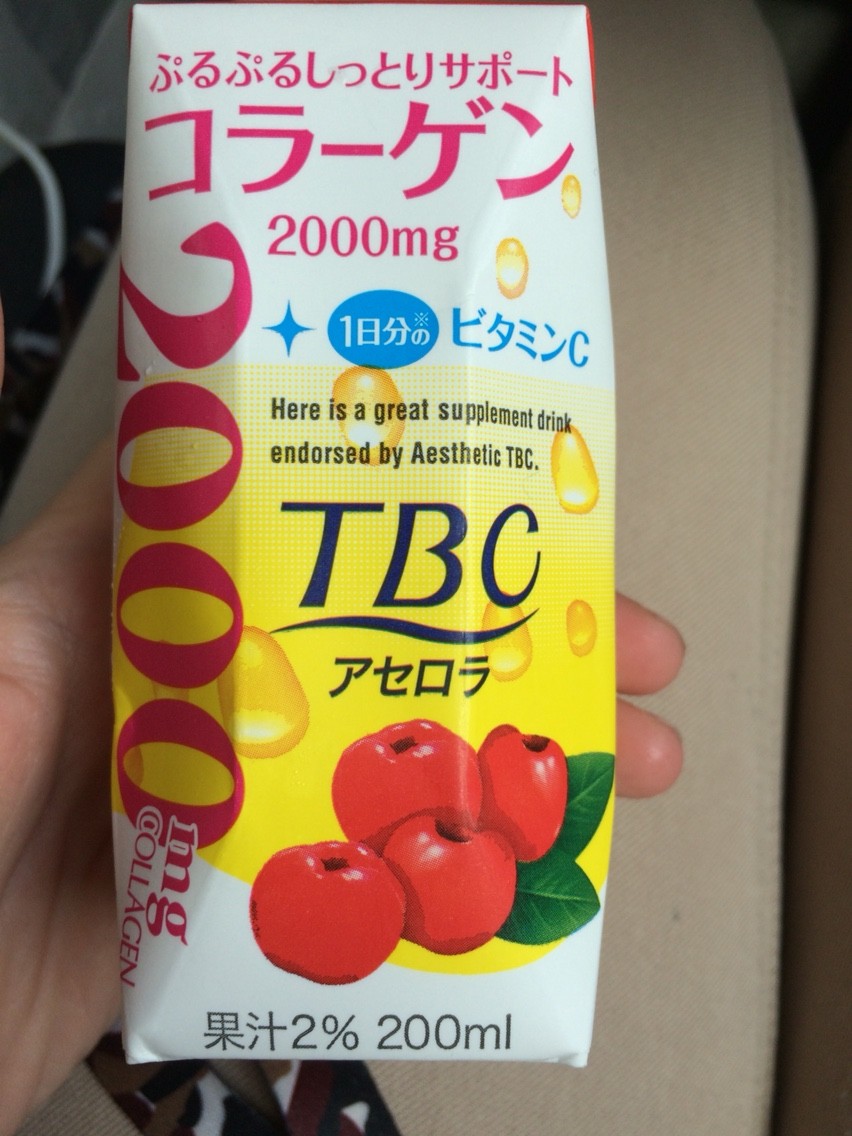 ぷるぷるしっとりサポート
コラーゲン
2000mg
1日分の※ ビタミンC
Here is a great supplement drink
endorsed by Aesthetic TBC.
TBC
アセロラ
2000mg
COLLAGEN
果汁2% 200ml